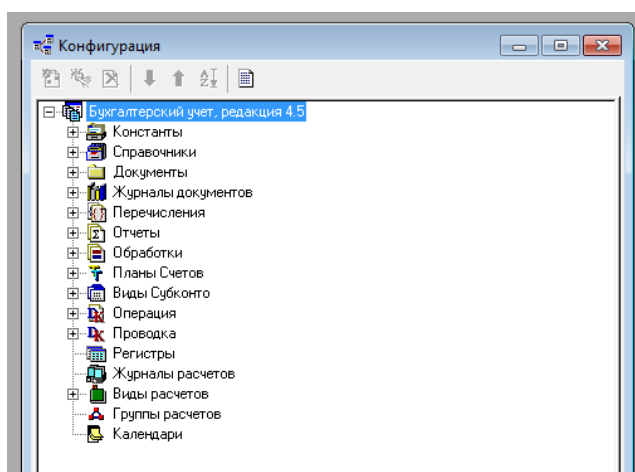 Конфигурация
Бухгалтерский учет, редакция 4.5
Константы
Справочники
Документы
Журналы документов
Перечисления
Отчеты
Обработки
Планы Счетов
Виды Субконто
Операция
Проводка
Регистры
Журналы расчетов
Виды расчетов
Группы расчетов
Календари